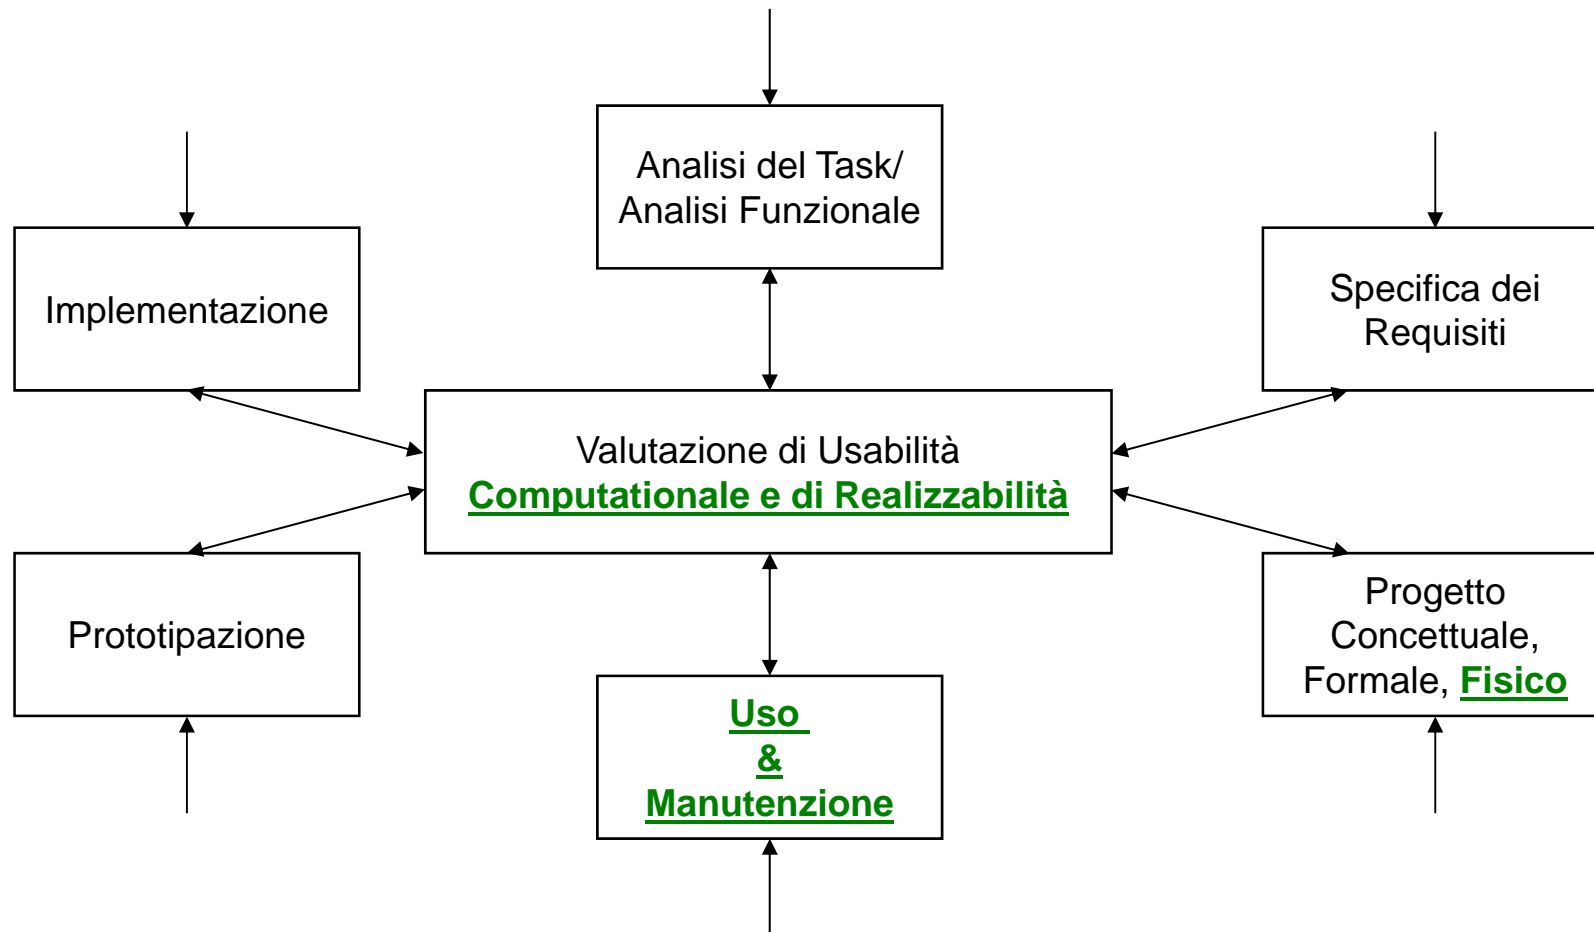 Analisi del Task/
Analisi Funzionale
Implementazione
Specifica dei
Requisiti
Valutazione di Usabilità
Computationale e di Realizzabilità
Prototipazione
Progetto
Concettuale,
Formale, Fisico
Uso
&
Manutenzione